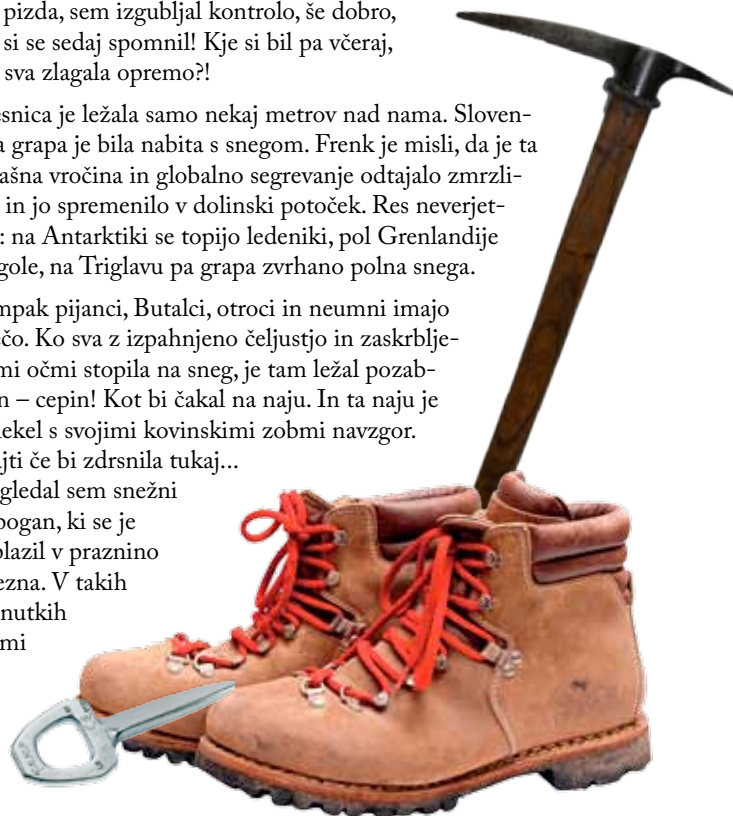 pizda, sem izgubljal kontrolo, še dobro,
si se sedaj spomnil! Kje si bil pa včeraj,
sva zlagala opremo?!
esnica je ležala samo nekaj metrov nad nama. Sloven-
a grapa je bila nabita s snegom. Frenk je misli, da je ta
ašna vročina in globalno segrevanje odtajalo zmrzli-
in jo spremenilo v dolinski potoček. Res neverjet-
: na Antarktiki se topijo ledeniki, pol Grenlandije
gole, na Triglavu pa grapa zvrhano polna snega.
mpak pijanci, Butalci, otroci in neumni imajo
ečo. Ko sva z izpahnjeno čeljustjo in zaskrblje-
mi očmi stopila na sneg, je tam ležal pozab-
n – cepin! Kot bi čakal na naju. In ta naju je
lekel s svojimi kovinskimi zobmi navzgor.
ajti če bi zdrsnila tukaj...
gledal sem snežni
bogan, ki se je
plazil v praznino
ezna. V takih
nutkih
mi